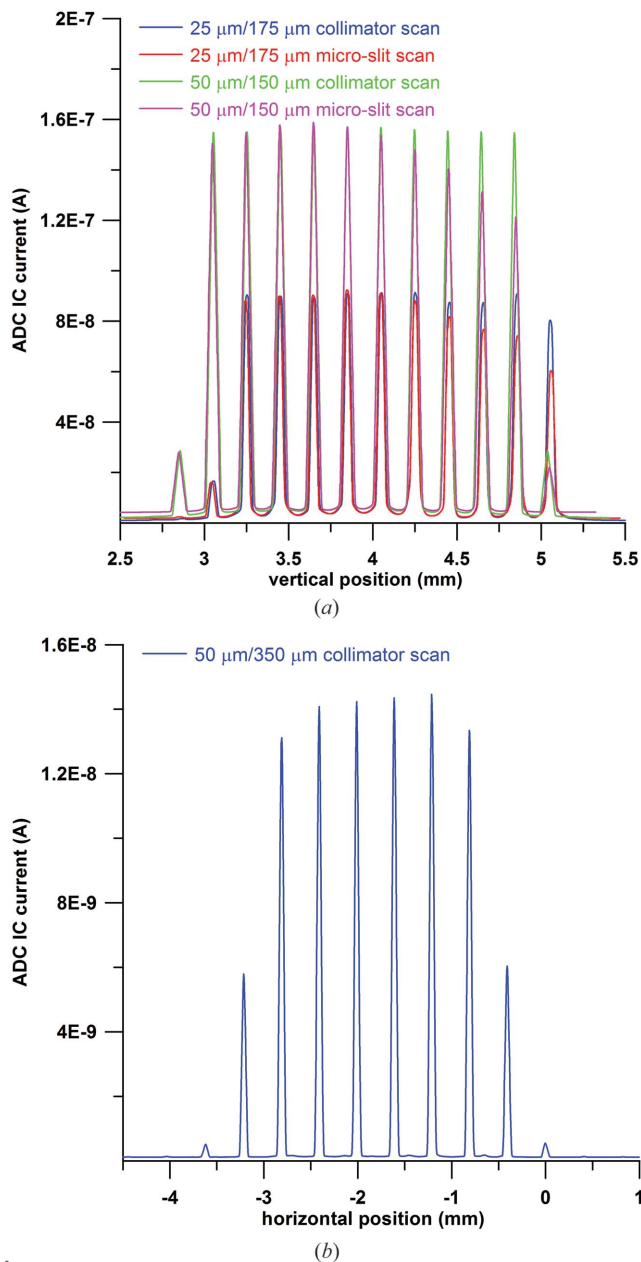 2E-7
25 μm/175 μm collimator scan
25 μm/175 μm micro-slit scan
50 μm/150 μm collimator scan
50 μm/150 μm micro-slit scan
1.6E-7
1.2E-7
8E-8
4E-8
ADC IC current (A)
2.5 3 3.5 4 4.5 5 5.5
vertical position (mm)
(a)
1.6E-8
50 μm/350 μm collimator scan
1.2E-8
8E-9
4E-9
ADC IC current (A)
-4 -3 -2 -1 0 1
horizontal position (mm)
(b)